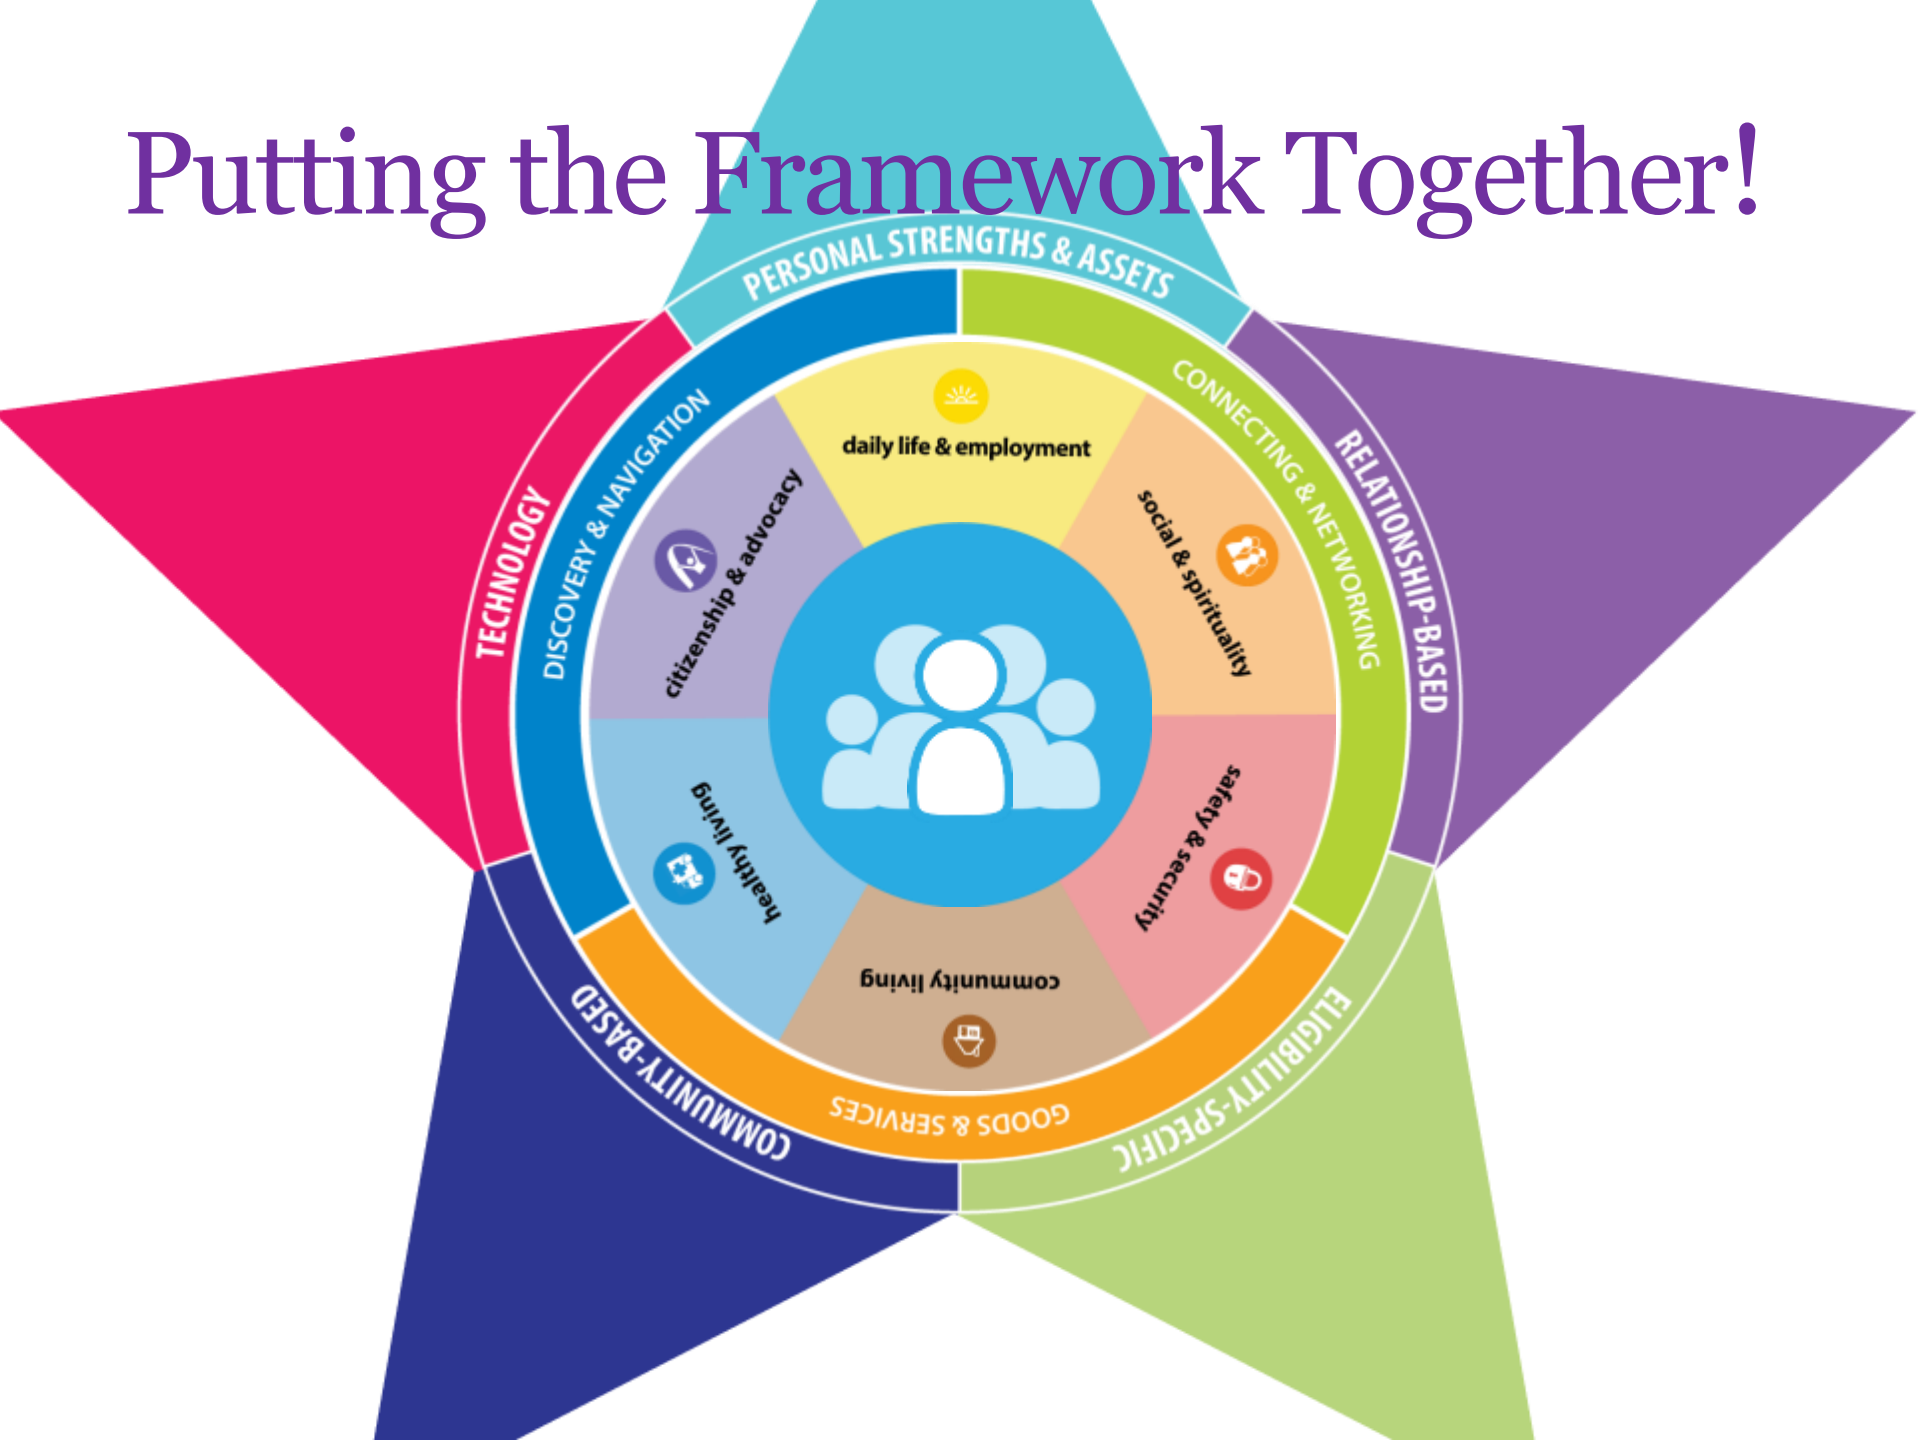 Putting the Framework Together!
PERSONAL STRENGTHS & ASSETS
RELATIONSHIP-BASED
ELIGIBILITY-SPECIFIC
COMMUNITY-BASED
TECHNOLOGY
DISCOVERY & NAVIGATION
CONNECTING & NETWORKING
GOODS & SERVICES
daily life & employment
social & spirituality
safety & security
community living
healthy living
citizenship & advocacy